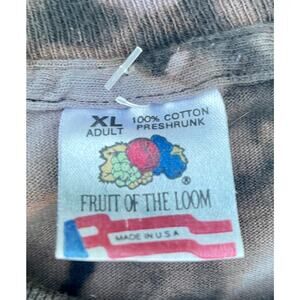 XL
ADULT
100% COTTON
PRESHRUNK
®
FRUIT OF THE LOOM
MADE IN U.S.A